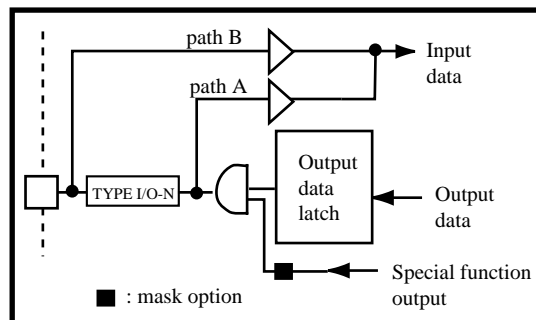 path B
Input
data
path A
TYPE I/O-N
Output
data
latch
Output
data
Special function
output
: mask option